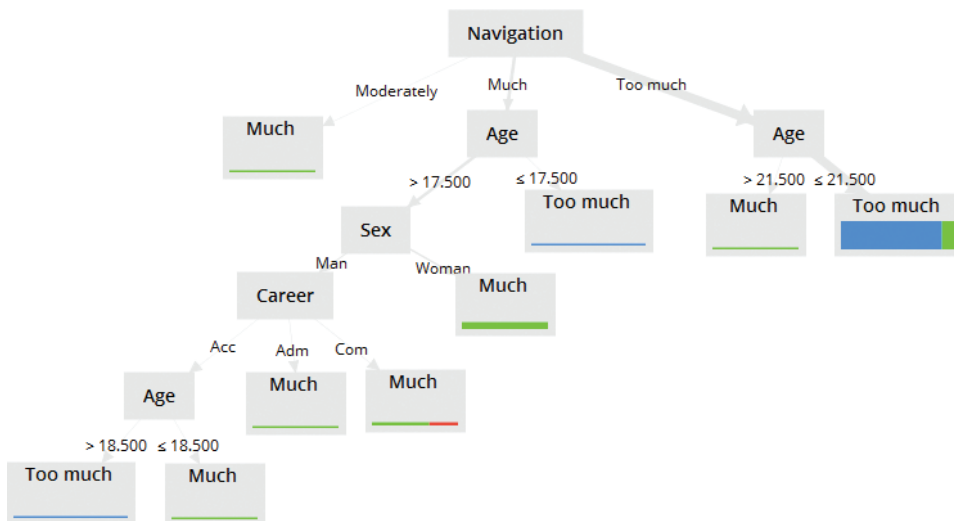 Navigation
Moderately
Much
Too much
Much
Age
Age
> 17.500
≤ 17.500
> 21.500
≤ 21.500
Too much
Much
Too much
Sex
Man
Woman
Career
Much
Acc
Adm
Com
Age
Much
Much
> 18.500
≤ 18.500
Too much
Much